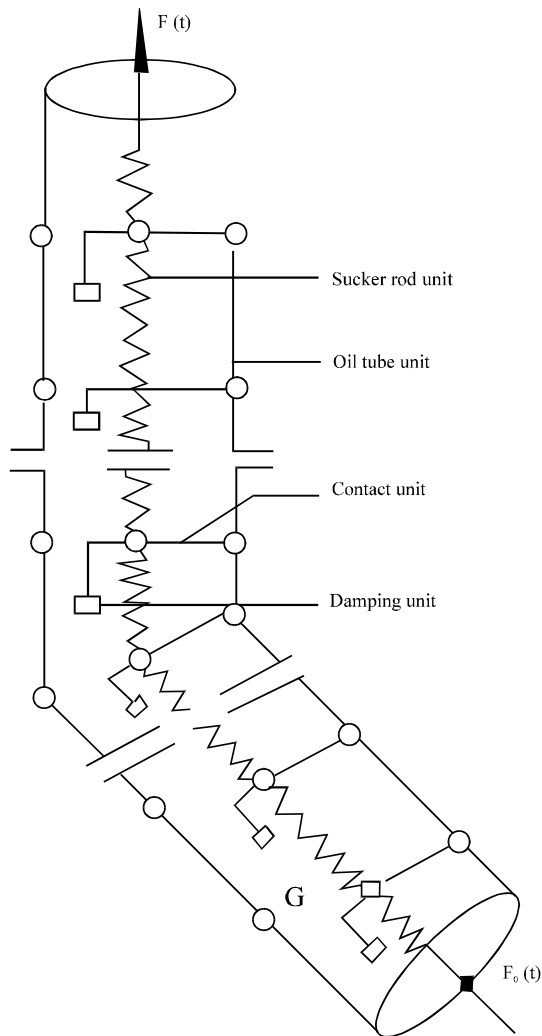 F (t)
Sucker rod unit
Oil tube unit
Contact unit
Damping unit
G
F₀ (t)